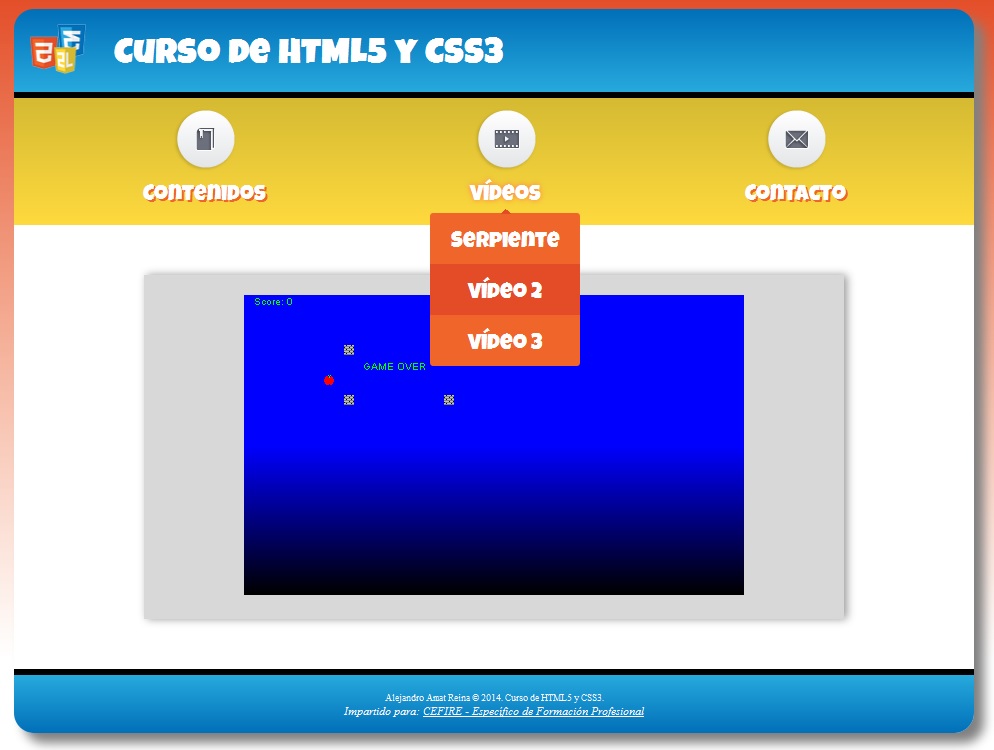 Curso de HTML5 y CSS3
Contenidos
Vídeos
Contacto
Serpiente
Vídeo 2
Vídeo 3
Score: 0
GAME OVER
Alejandro Amat Reina © 2014. Curso de HTML5 y CSS3.
Impartido para: CEFIRE - Específico de Formación Profesional